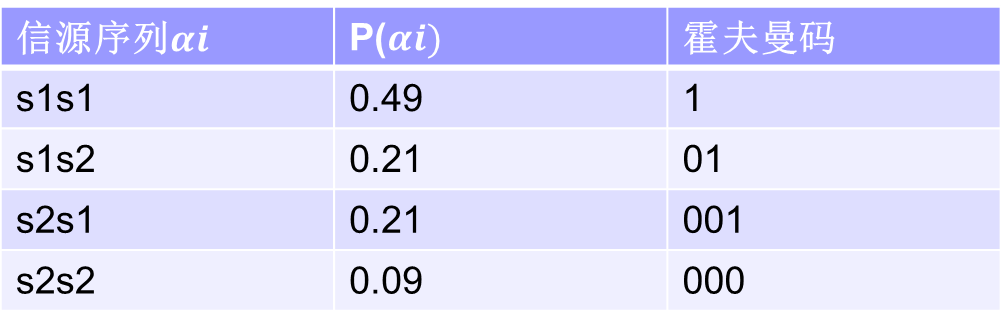 信源序列αi P(αi) 霍夫曼码
s1s1 0.49 1
s1s2 0.21 01
s2s1 0.21 001
s2s2 0.09 000